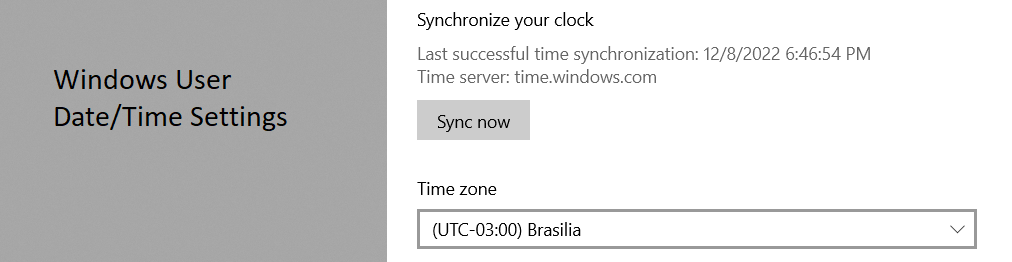 Windows User
Date/Time Settings
Synchronize your clock
Last successful time synchronization: 12/8/2022 6:46:54 PM
Time server: time.windows.com
Sync now
Time zone
(UTC-03:00) Brasilia